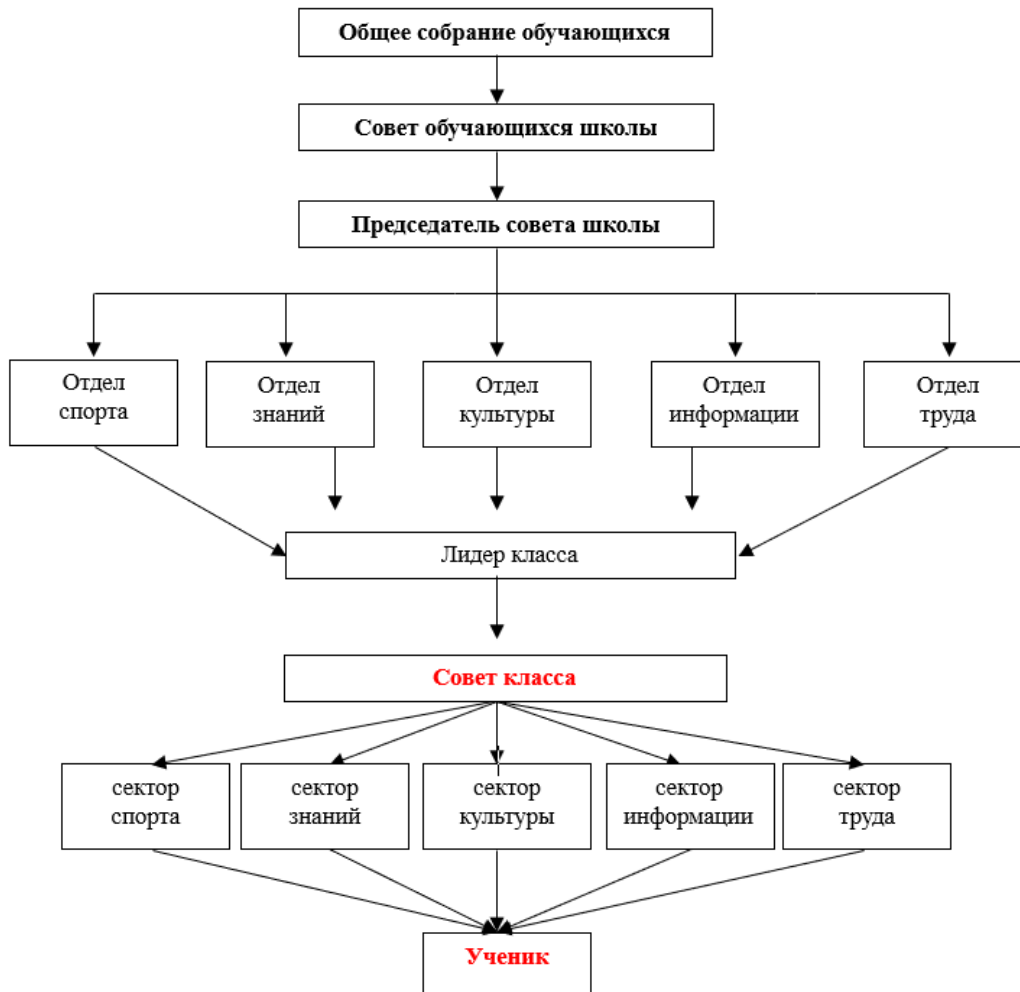 Общее собрание обучающихся
Совет обучающихся школы
Председатель совета школы
Отдел
спорта
Отдел
знаний
Отдел
культуры
Отдел
информации
Отдел
труда
Лидер класса
Совет класса
сектор
спорта
сектор
знаний
сектор
культуры
сектор
информации
сектор
труда
Ученик